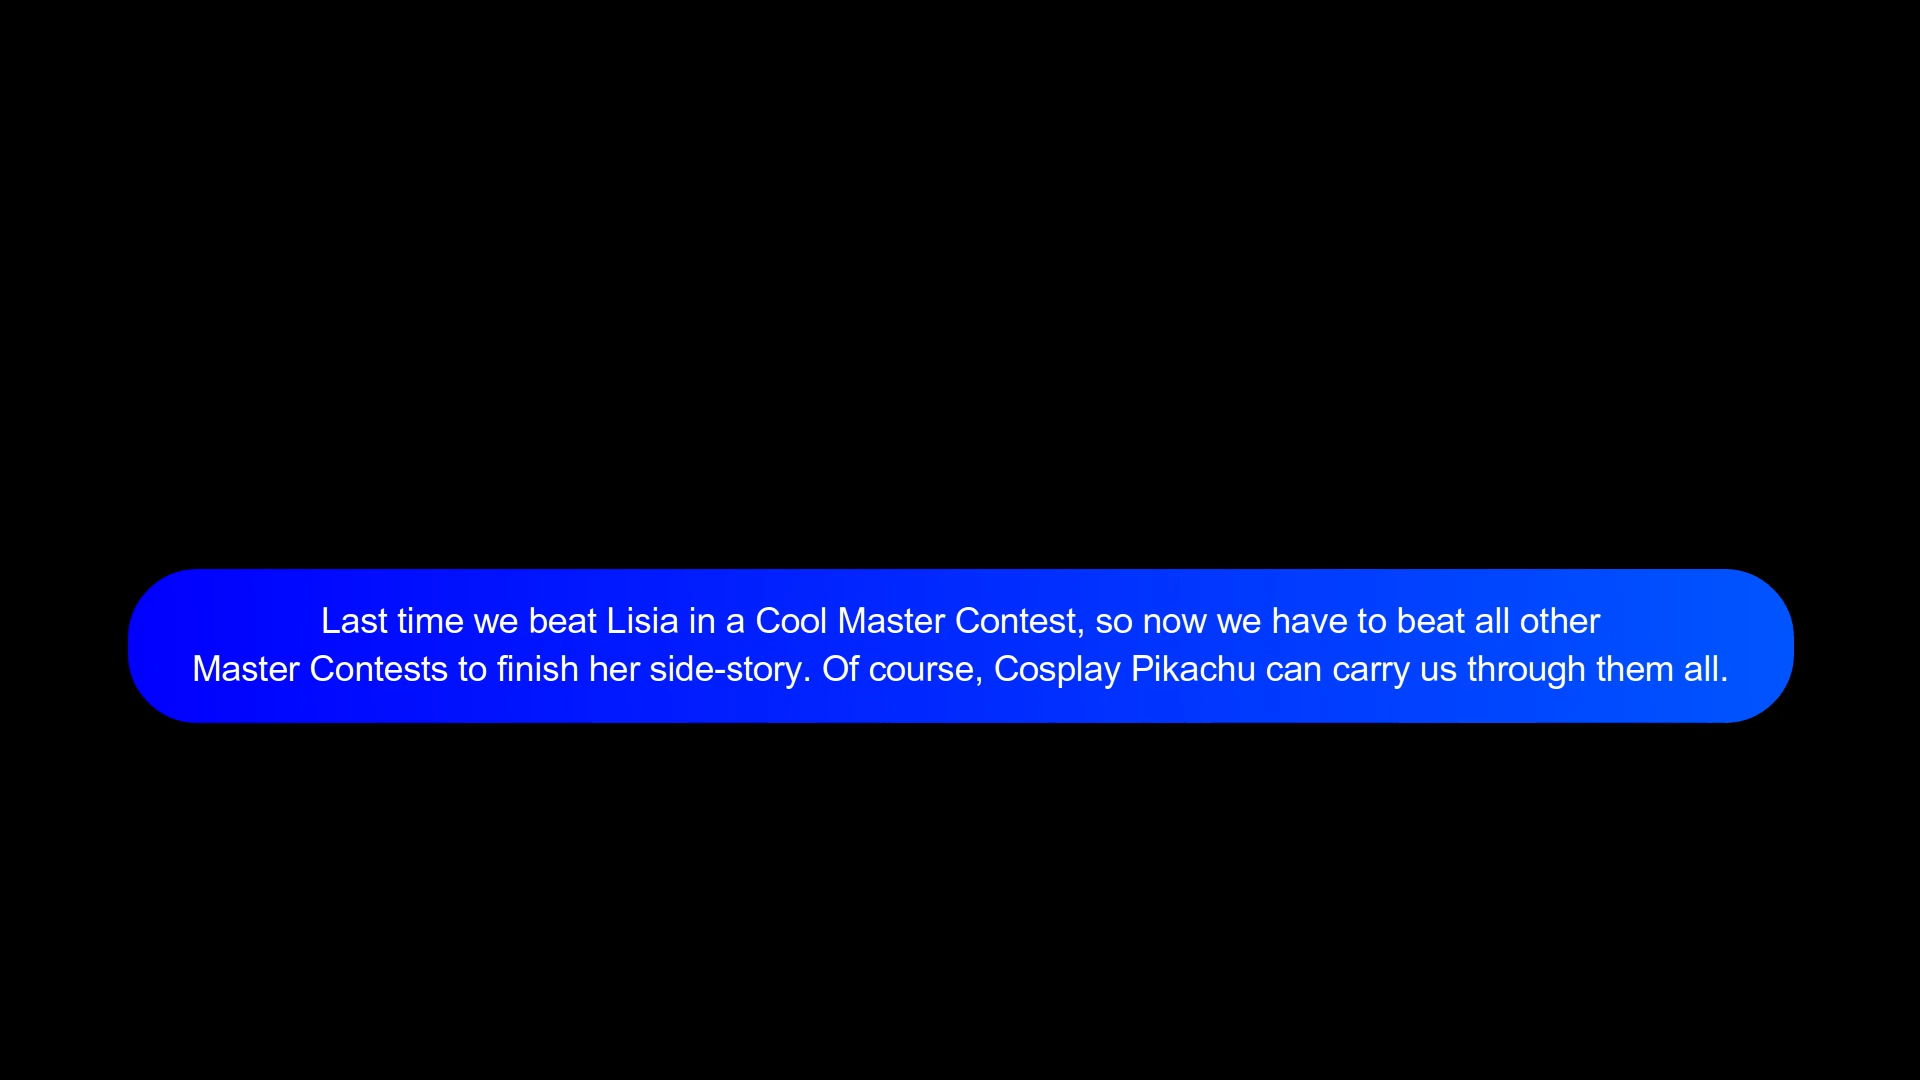 Last time we beat Lisia in a Cool Master Contest, so now we have to beat all other
Master Contests to finish her side-story. Of course, Cosplay Pikachu can carry us through them all.